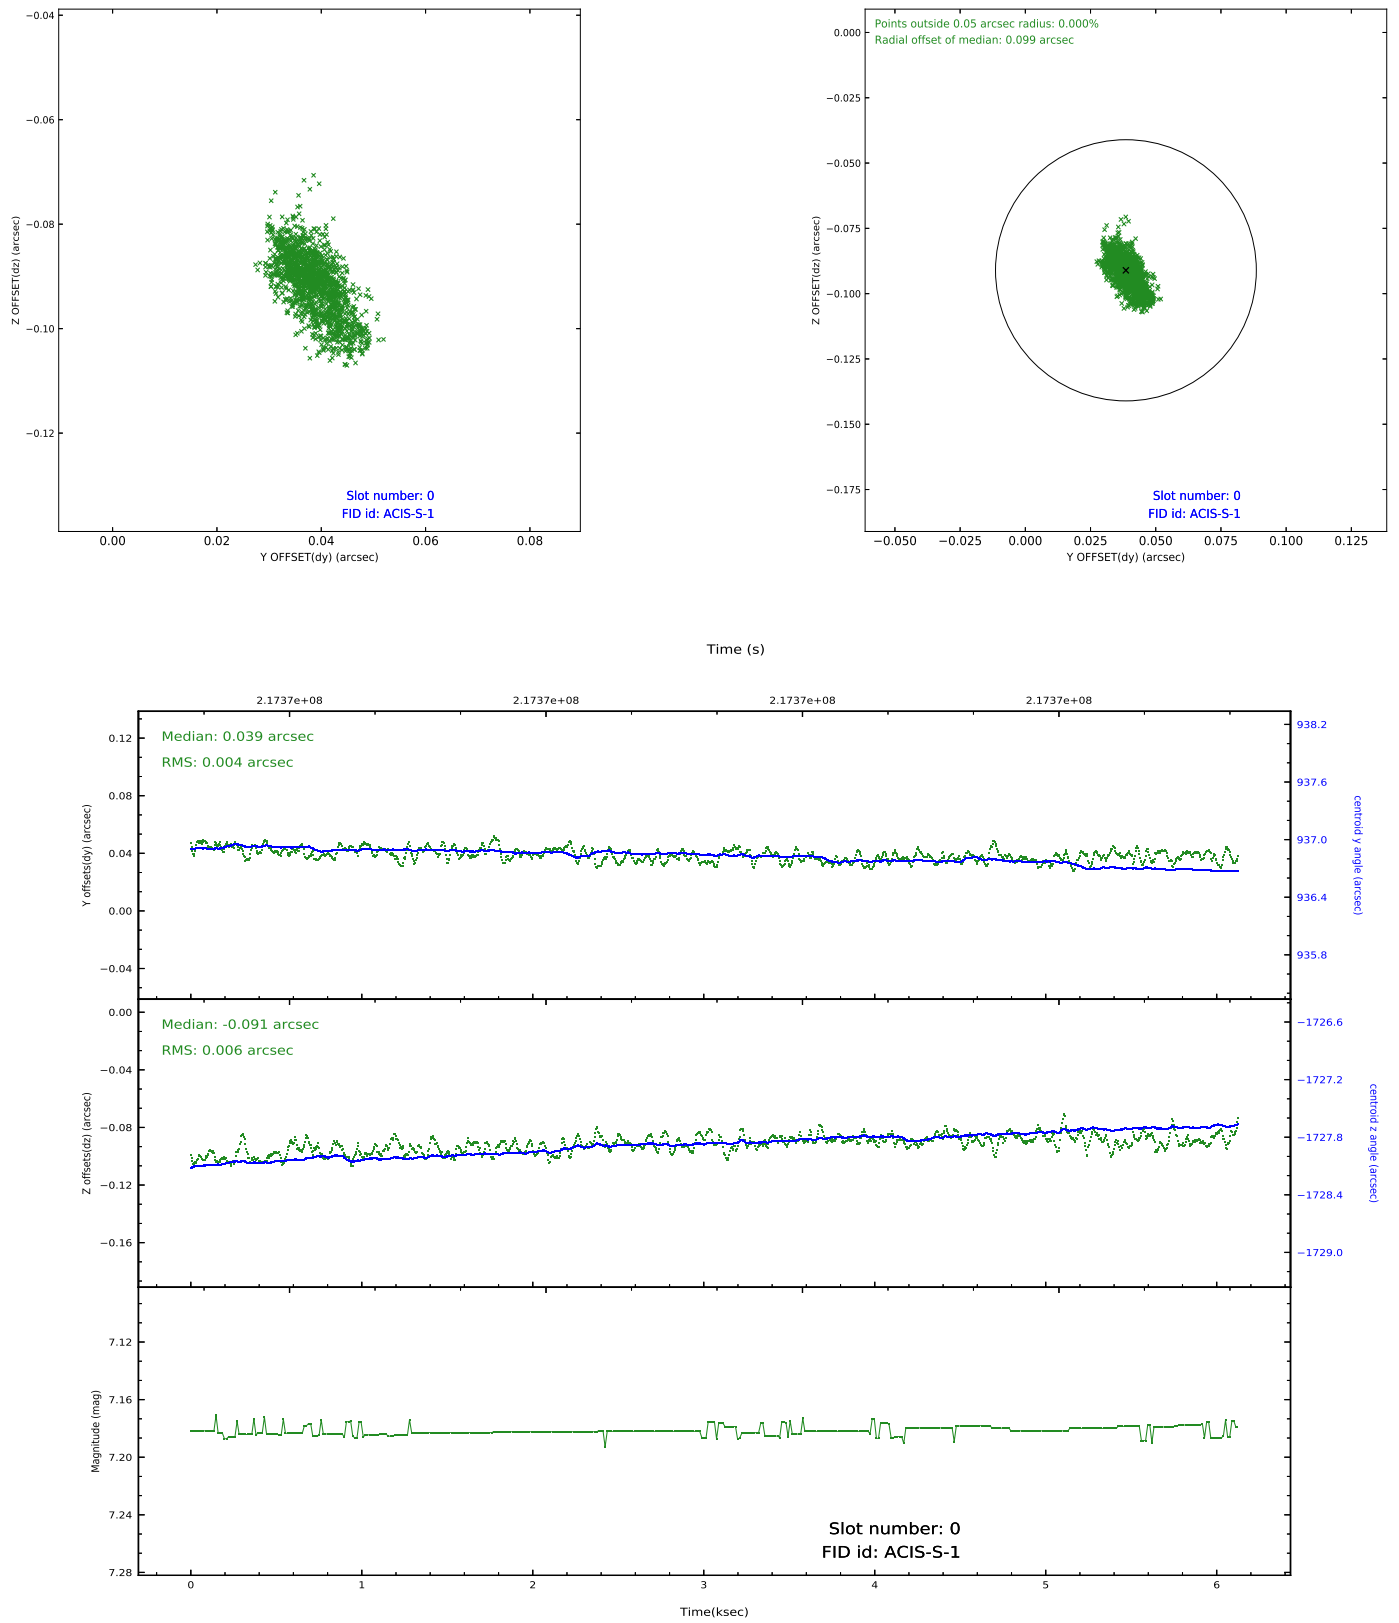 −0.04
−0.06
−0.08
−0.10
−0.12
Z OFFSET(dz) (arcsec)
Slot number: 0
FID id: ACIS-S-1
0.00 0.02 0.04 0.06 0.08
Y OFFSET(dy) (arcsec)
Points outside 0.05 arcsec radius: 0.000%
Radial offset of median: 0.099 arcsec
0.000
−0.025
−0.050
−0.075
−0.100
−0.125
−0.150
−0.175
Z OFFSET(dz) (arcsec)
Slot number: 0
FID id: ACIS-S-1
−0.050 −0.025 0.000 0.025 0.050 0.075 0.100 0.125
Y OFFSET(dy) (arcsec)
Time (s)
2.1737e+08 2.1737e+08 2.1737e+08 2.1737e+08
Median: 0.039 arcsec
RMS: 0.004 arcsec
0.12
0.08
0.04
0.00
−0.04
Y offsets(dy) (arcsec)
938.2
937.6
937.0
936.4
935.8
centroid y angle (arcsec)
Median: -0.091 arcsec
RMS: 0.006 arcsec
0.00
−0.04
−0.08
−0.12
−0.16
Z offsets(dz) (arcsec)
−1726.6
−1727.2
−1727.8
−1728.4
−1729.0
centroid z angle (arcsec)
7.12
7.16
7.20
7.24
7.28
Magnitude (mag)
Slot number: 0
FID id: ACIS-S-1
0 1 2 3 4 5 6
Time(ksec)